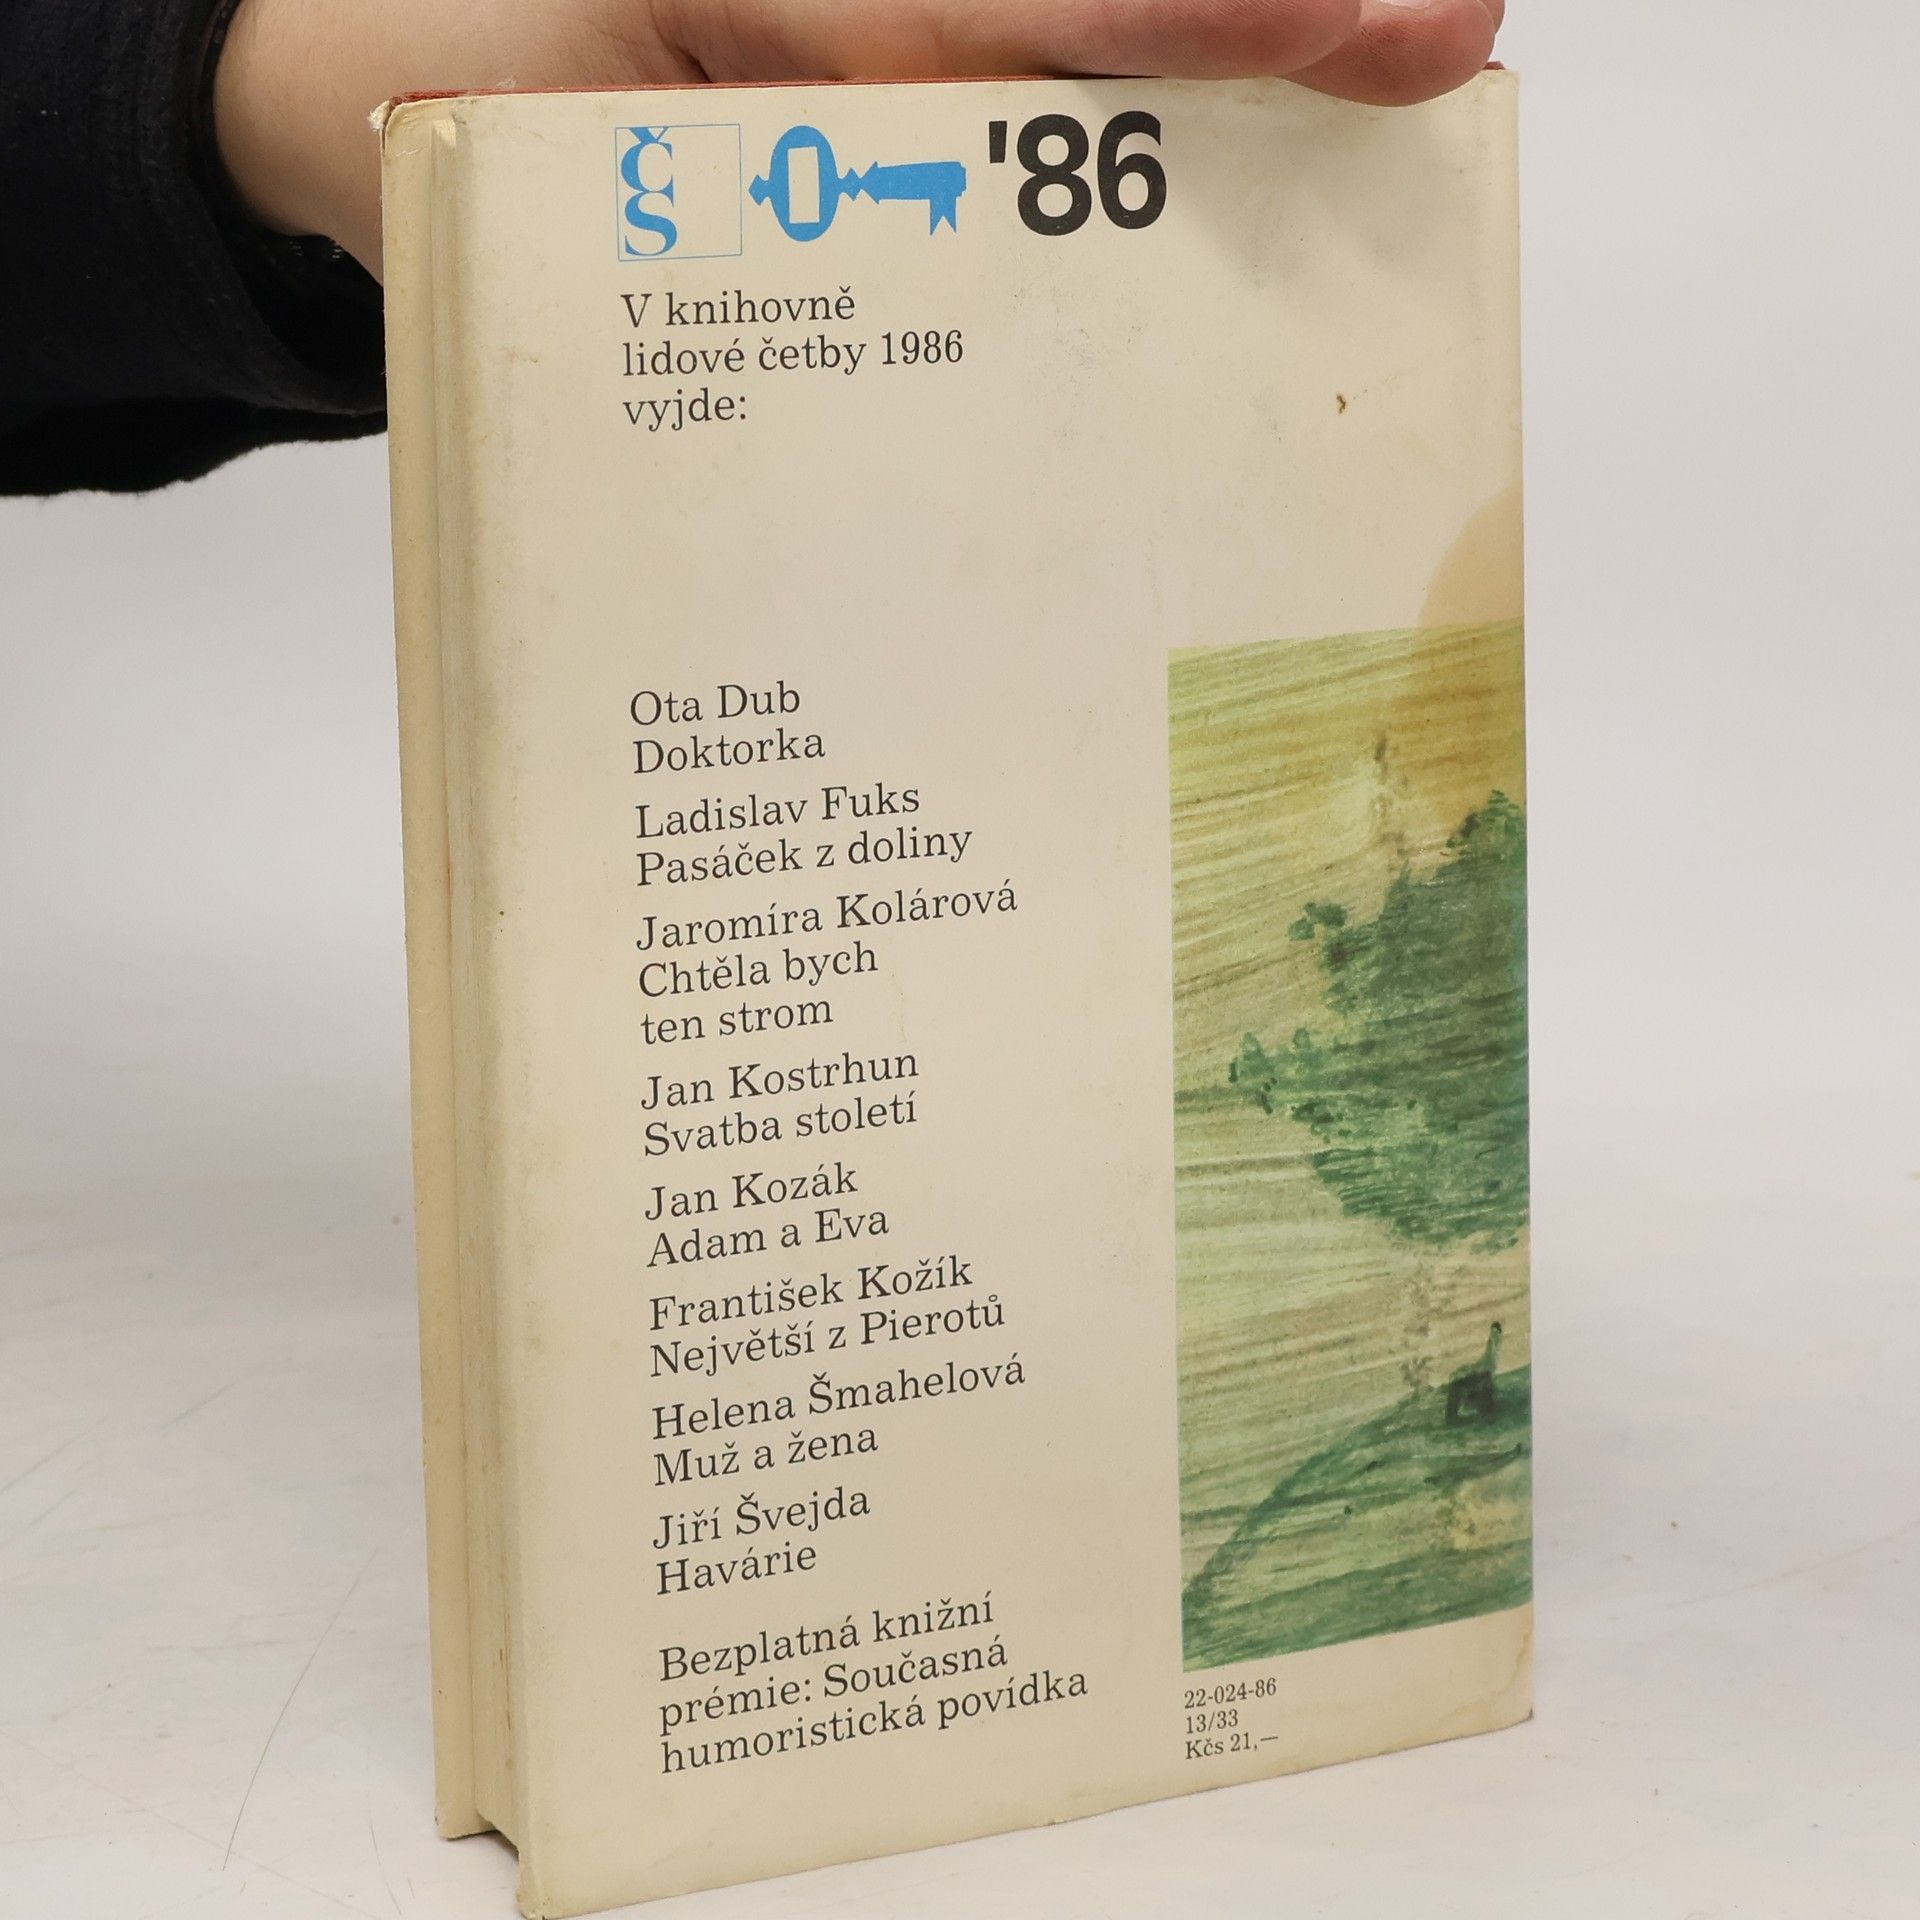 Č
S
'86
V knihovně
lidové četby 1986
vyjde:
Ota Dub
Doktorka
Ladislav Fuks
Pasáček z doliny
Jaromíra Kolárová
Chtěla bych
ten strom
Jan Kostrhun
Svatba století
Jan Kozák
Adam a Eva
František Kožík
Největší z Pierotů
Helena Šmahelová
Muž a žena
Jiří Švejda
Havárie
Bezplatná knižní
prémie: Současná
humoristická povídka
22-024-86
13/33
Kčs 21,—